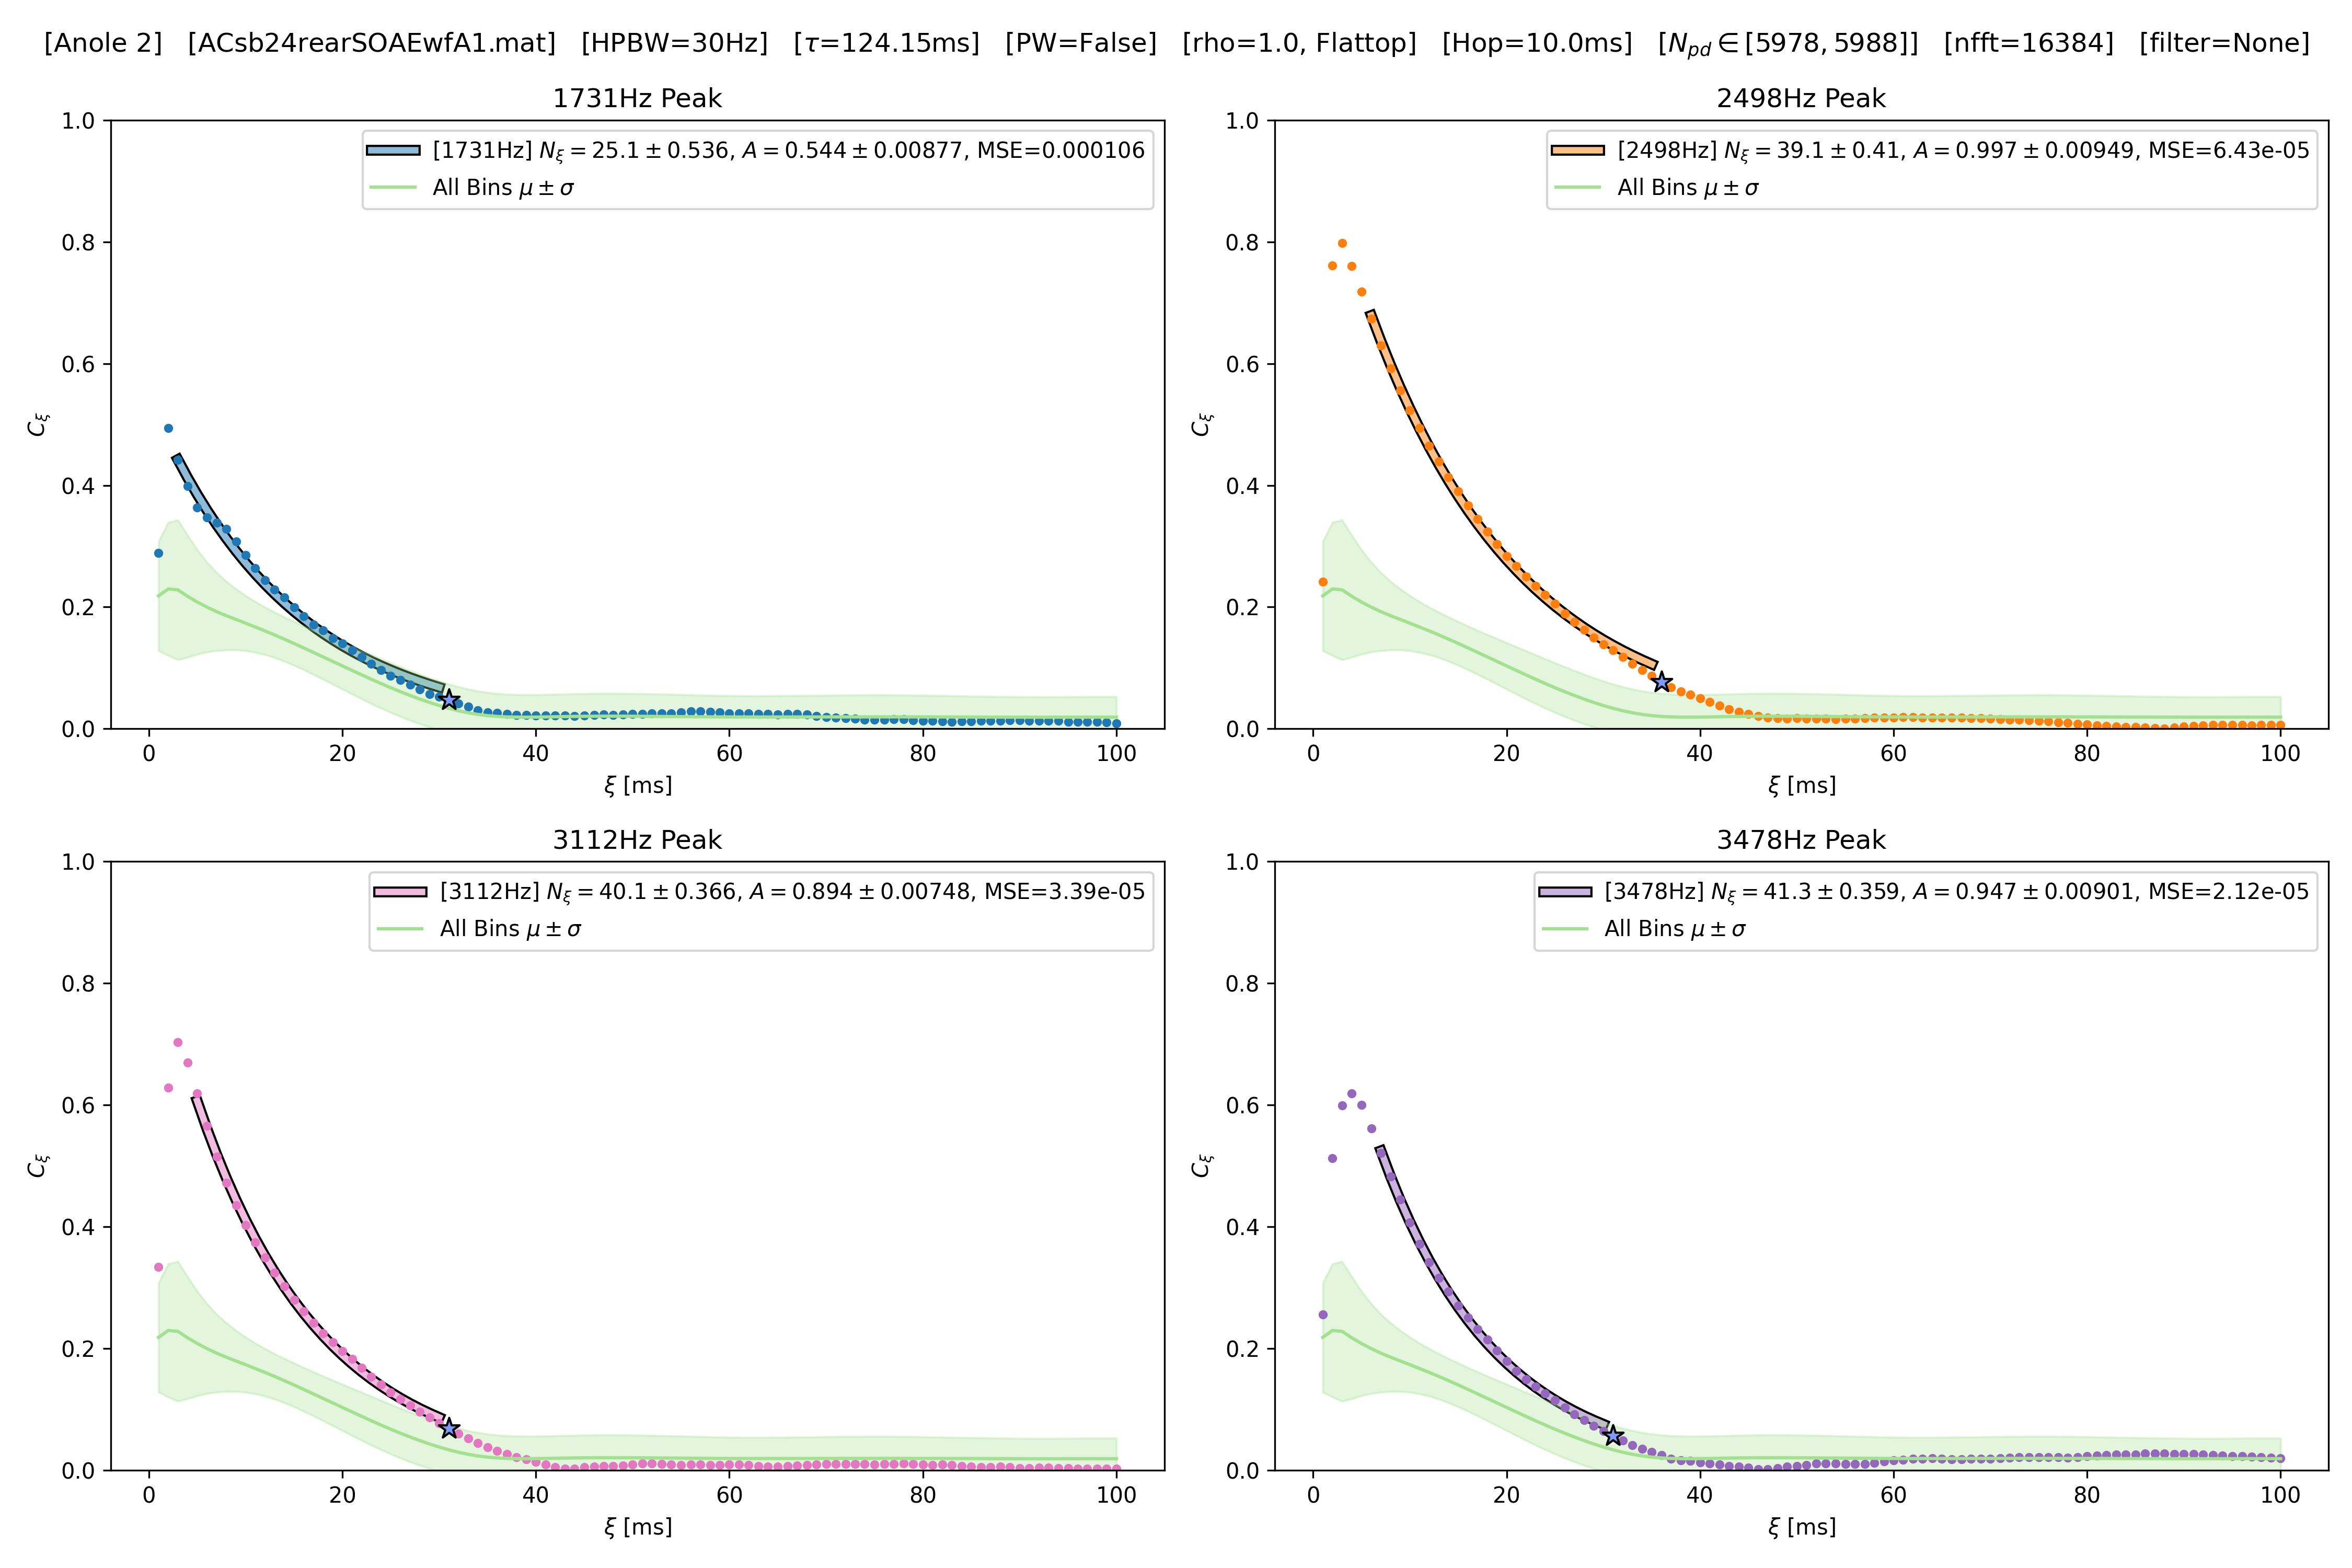 [Anole 2] [ACsb24rearSOAEwfA1.mat] [HPBW=30Hz] [τ=124.15ms] [PW=False] [rho=1.0, Flattop] [Hop=10.0ms] [N_pd ∈ [5978, 5988]] [nfft=16384] [filter=None]
1731Hz Peak
1.0
0.8
0.6
0.4
0.2
0.0
C_ξ
[1731Hz] N_ξ = 25.1 ± 0.536, A = 0.544 ± 0.00877, MSE=0.000106
All Bins μ ± σ
0 20 40 60 80 100
ξ [ms]
2498Hz Peak
1.0
0.8
0.6
0.4
0.2
0.0
C_ξ
[2498Hz] N_ξ = 39.1 ± 0.41, A = 0.997 ± 0.00949, MSE=6.43e-05
All Bins μ ± σ
0 20 40 60 80 100
ξ [ms]
3112Hz Peak
1.0
0.8
0.6
0.4
0.2
0.0
C_ξ
[3112Hz] N_ξ = 40.1 ± 0.366, A = 0.894 ± 0.00748, MSE=3.39e-05
All Bins μ ± σ
0 20 40 60 80 100
ξ [ms]
3478Hz Peak
1.0
0.8
0.6
0.4
0.2
0.0
C_ξ
[3478Hz] N_ξ = 41.3 ± 0.359, A = 0.947 ± 0.00901, MSE=2.12e-05
All Bins μ ± σ
0 20 40 60 80 100
ξ [ms]